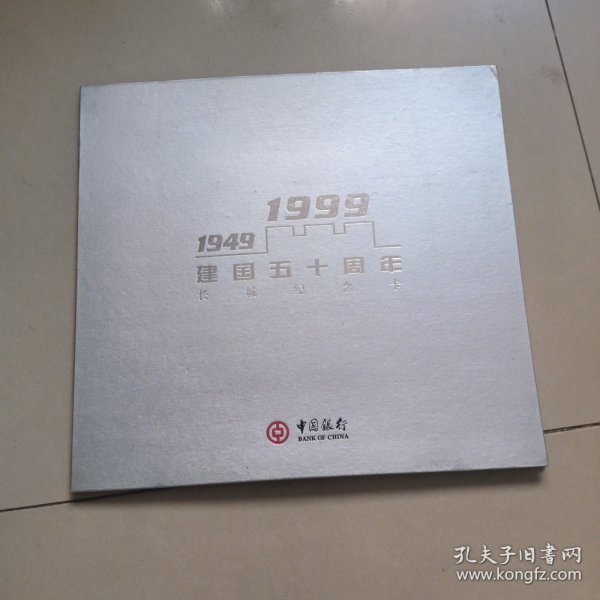 1999
1949
建国五十周年
长城纪念卡
中国银行
BANK OF CHINA
孔夫子旧書网
www.kongfz.com